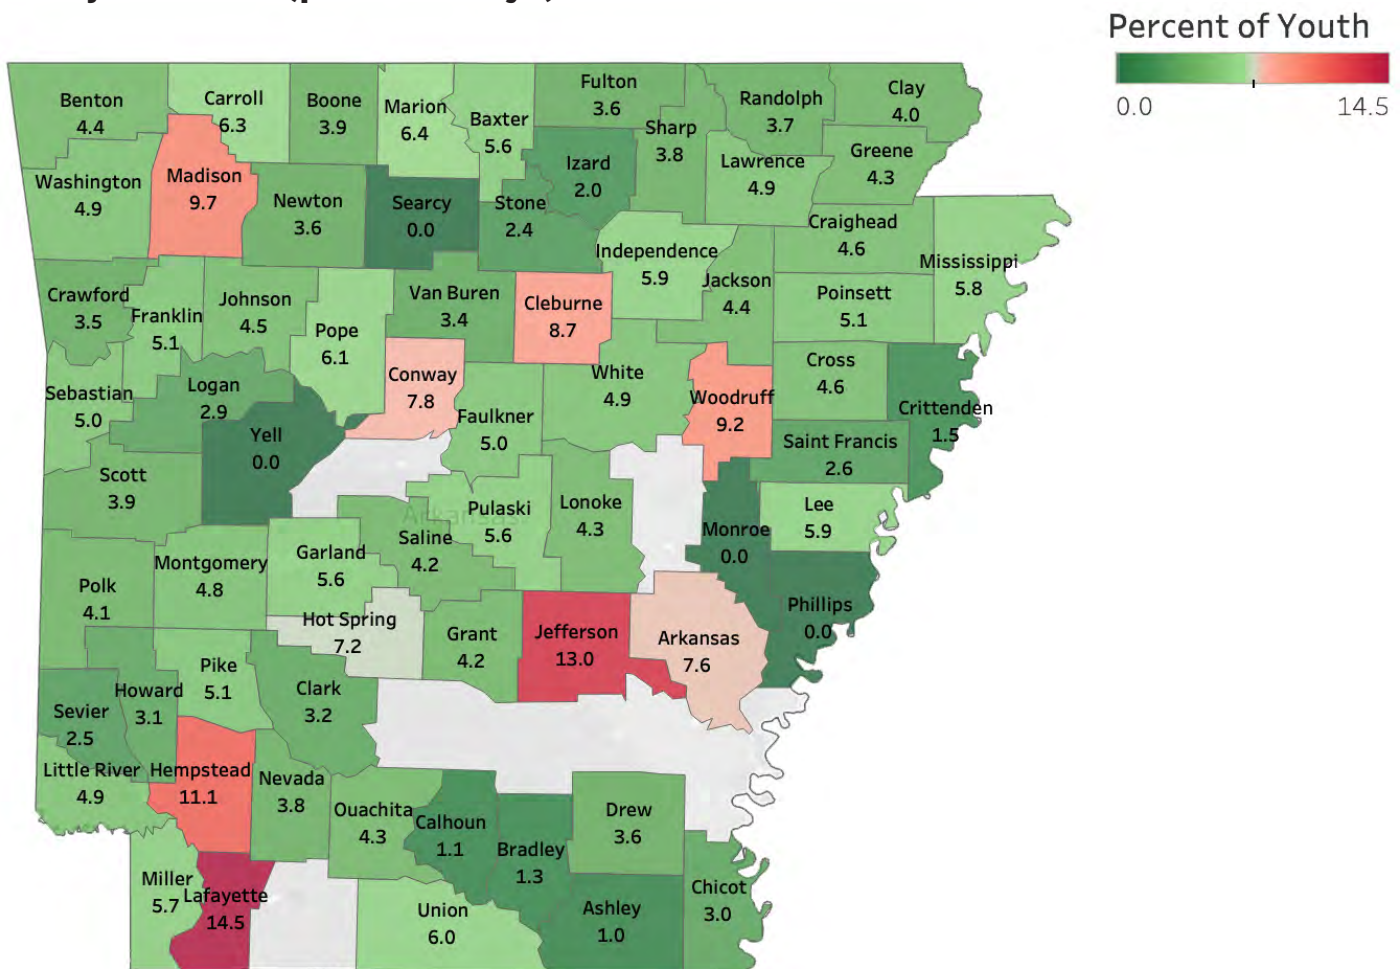 Percent of Youth
0.0 14.5
Benton
4.4
Carroll
6.3
Boone
3.9
Marion
6.4
Baxter
5.6
Fulton
3.6
Sharp
3.8
Randolph
3.7
Clay
4.0
Greene
4.3
Lawrence
4.9
Izard
2.0
Washington
4.9
Madison
9.7
Newton
3.6
Searcy
0.0
Stone
2.4
Independence
5.9
Jackson
4.4
Craighead
4.6
Mississippi
5.8
Poinsett
5.1
Crawford
3.5
Franklin
5.1
Johnson
4.5
Pope
6.1
Van Buren
3.4
Cleburne
8.7
Conway
7.8
White
4.9
Woodruff
9.2
Cross
4.6
Crittenden
1.5
Sebastian
5.0
Logan
2.9
Yell
0.0
Faulkner
5.0
Saint Francis
2.6
Scott
3.9
Arkansas
Pulaski
5.6
Lonoke
4.3
Monroe
0.0
Lee
5.9
Saline
4.2
Garland
5.6
Montgomery
4.8
Polk
4.1
Hot Spring
7.2
Grant
4.2
Jefferson
13.0
Arkansas
7.6
Phillips
0.0
Pike
5.1
Howard
3.1
Clark
3.2
Sevier
2.5
Little River
4.9
Hempstead
11.1
Nevada
3.8
Ouachita
4.3
Calhoun
1.1
Bradley
1.3
Drew
3.6
Chicot
3.0
Miller
5.7
Lafayette
14.5
Union
6.0
Ashley
1.0